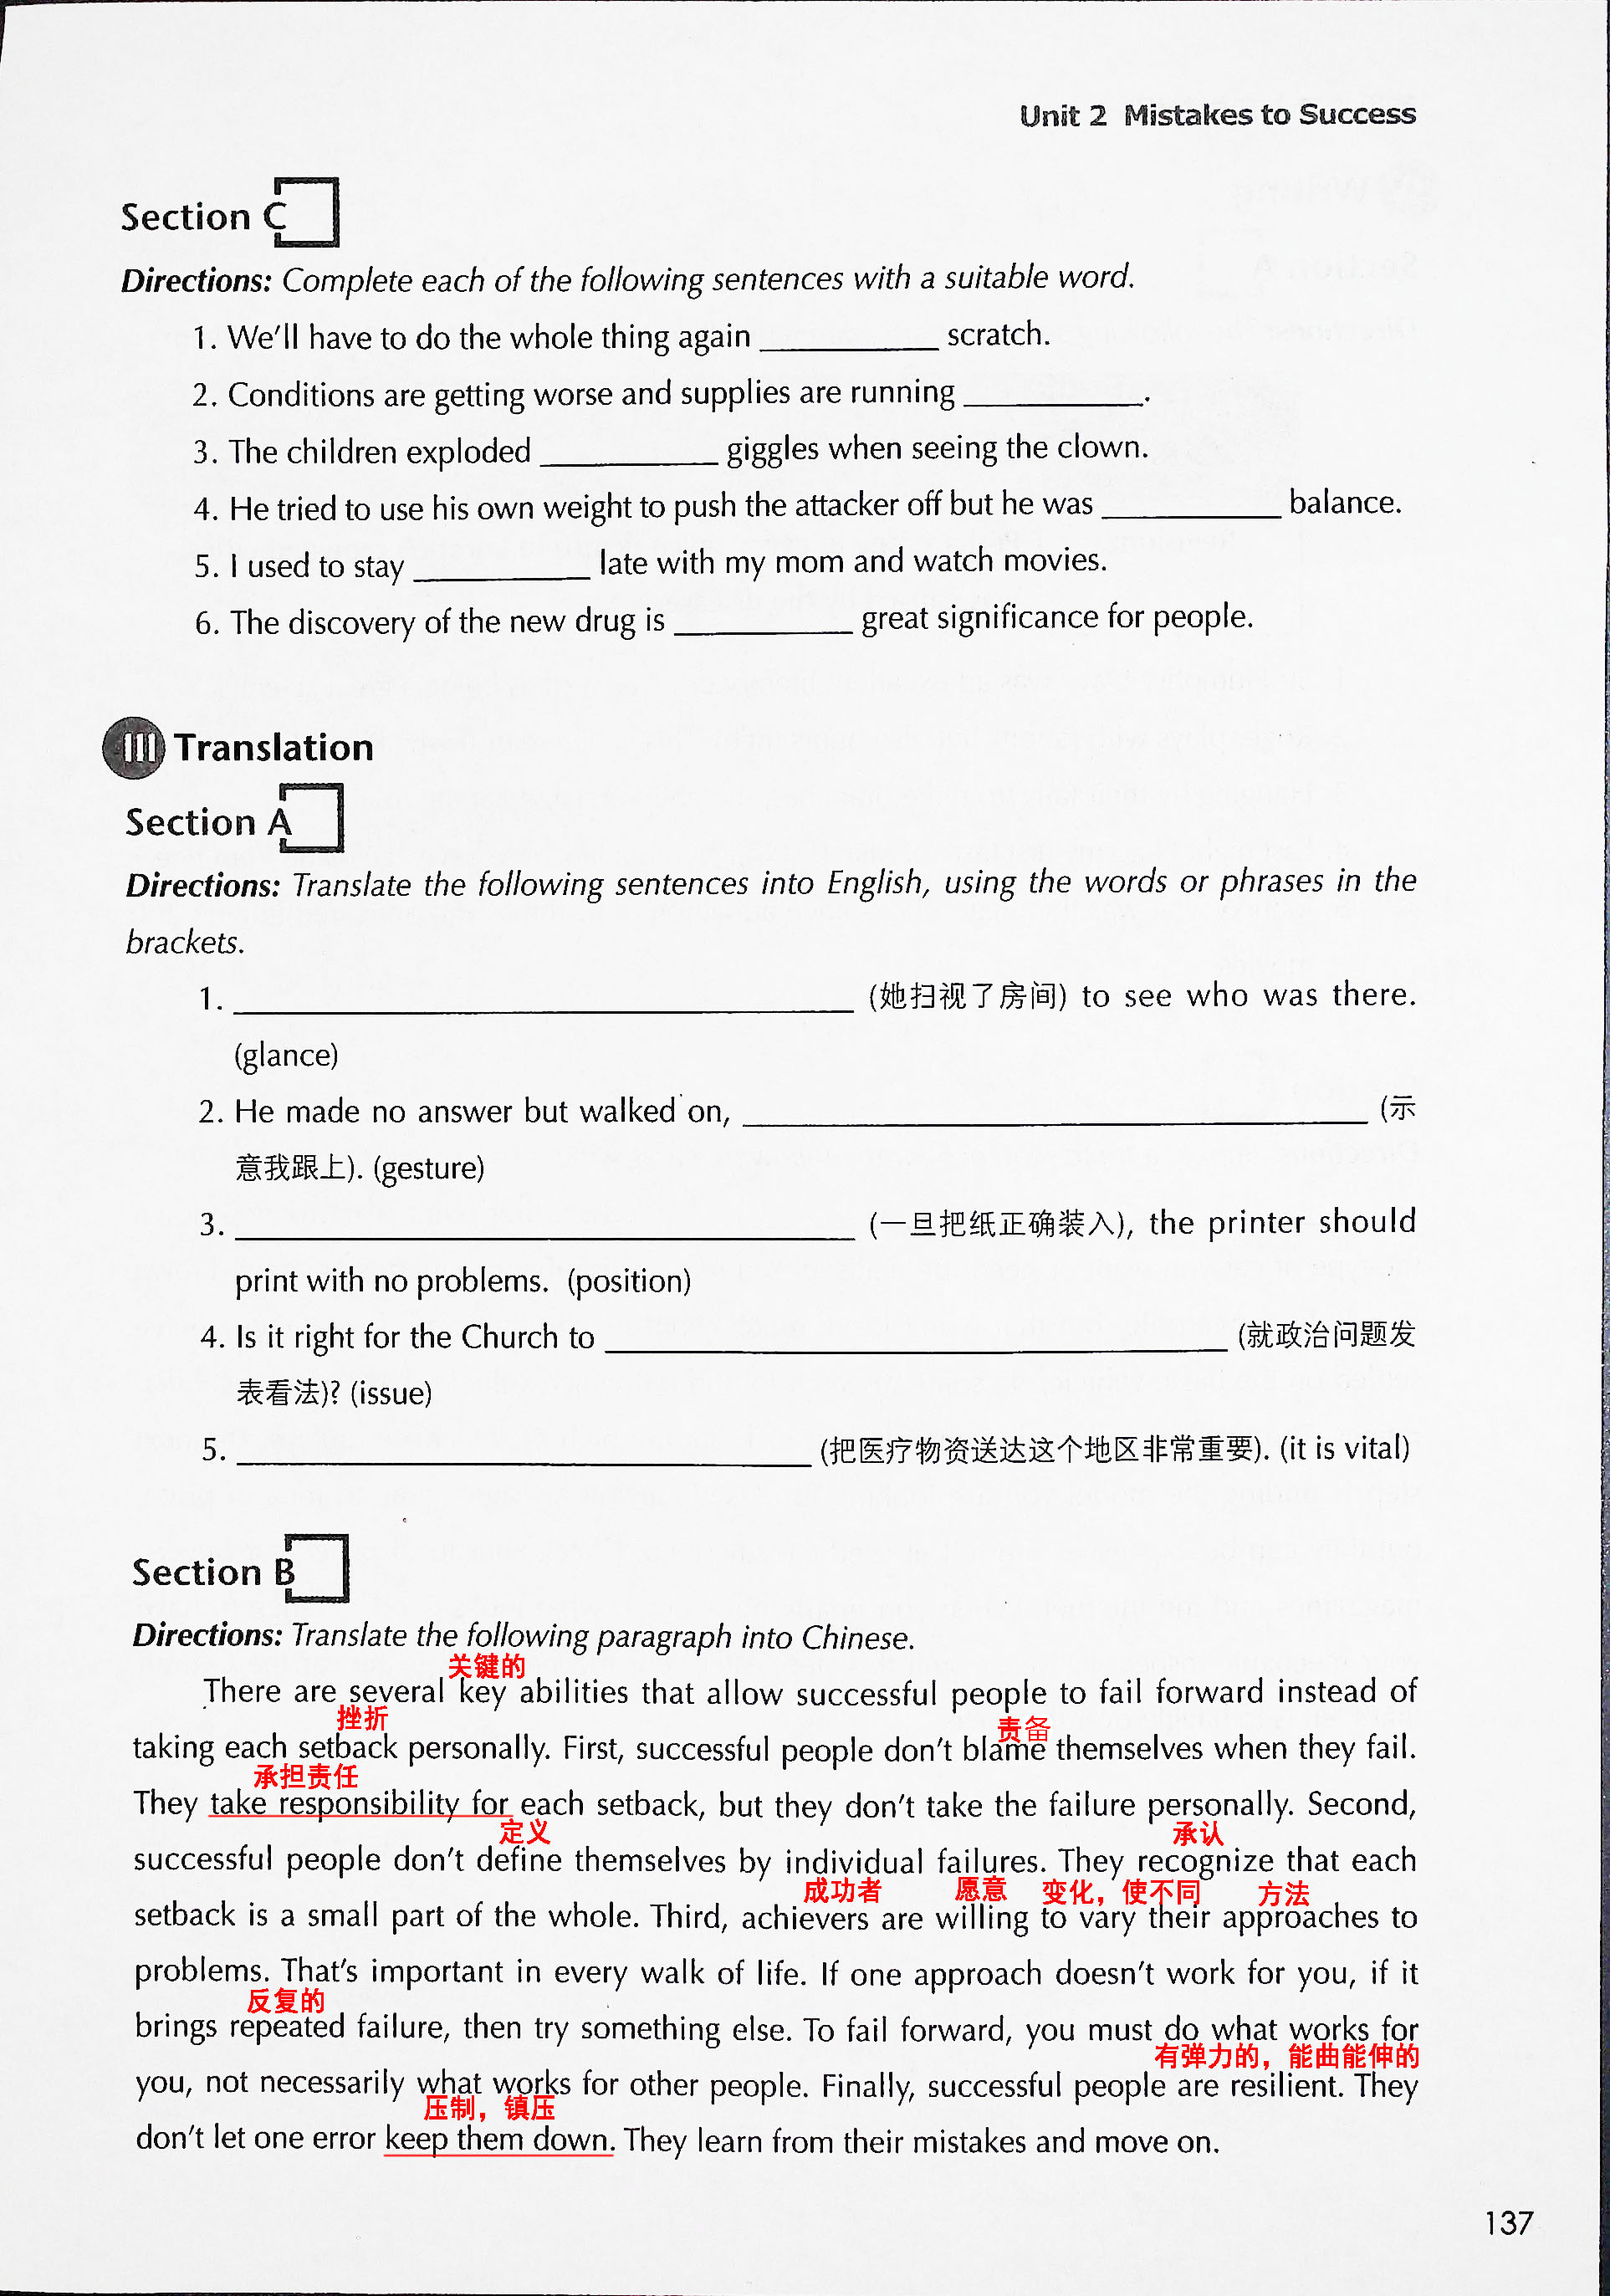 Unit 2 Mistakes to Success
Section C
Directions: Complete each of the following sentences with a suitable word.
1. We'll have to do the whole thing again ____________ scratch.
2. Conditions are getting worse and supplies are running ____________.
3. The children exploded ____________ giggles when seeing the clown.
4. He tried to use his own weight to push the attacker off but he was ____________ balance.
5. I used to stay ____________ late with my mom and watch movies.
6. The discovery of the new drug is ____________ great significance for people.
III Translation
Section A
Directions: Translate the following sentences into English, using the words or phrases in the
brackets.
1. ________________________________________ (她扫视了房间) to see who was there.
(glance)
2. He made no answer but walked on, ________________________________________ (示
意我跟上). (gesture)
3. ________________________________________ (一旦把纸正确装入), the printer should
print with no problems. (position)
4. Is it right for the Church to ________________________________________ (就政治问题发
表看法)? (issue)
5. ________________________________________ (把医疗物资送达这个地区非常重要). (it is vital)
Section B
Directions: Translate the following paragraph into Chinese.
关键的
There are several key abilities that allow successful people to fail forward instead of
挫折 责备
taking each setback personally. First, successful people don't blame themselves when they fail.
承担责任
They take responsibility for each setback, but they don't take the failure personally. Second,
定义 承认
successful people don't define themselves by individual failures. They recognize that each
成功者 愿意 变化，使不同 方法
setback is a small part of the whole. Third, achievers are willing to vary their approaches to
problems. That's important in every walk of life. If one approach doesn't work for you, if it
反复的
brings repeated failure, then try something else. To fail forward, you must do what works for
有弹力的，能曲能伸的
you, not necessarily what works for other people. Finally, successful people are resilient. They
压制，镇压
don't let one error keep them down. They learn from their mistakes and move on.
137